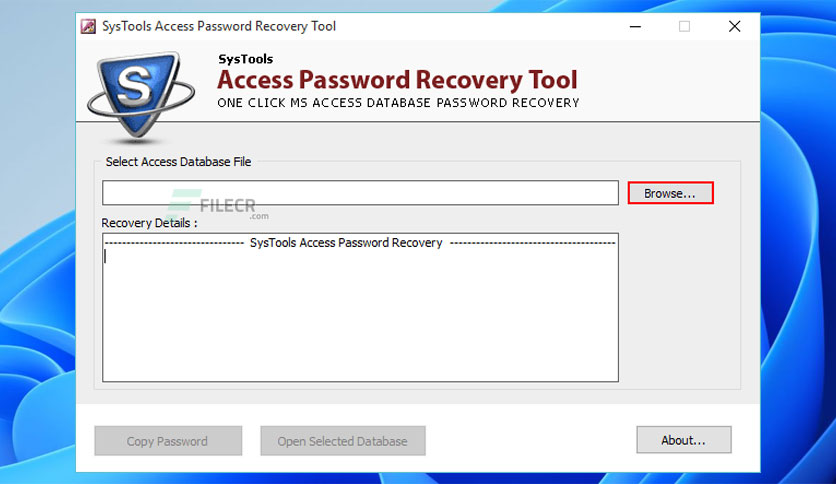 SysTools Access Password Recovery Tool
S
SysTools
Access Password Recovery Tool
ONE CLICK MS ACCESS DATABASE PASSWORD RECOVERY
Select Access Database File
Browse...
FILECR
.com
Recovery Details :
-------------------------------- SysTools Access Password Recovery --------------------------------------
Copy Password
Open Selected Database
About...